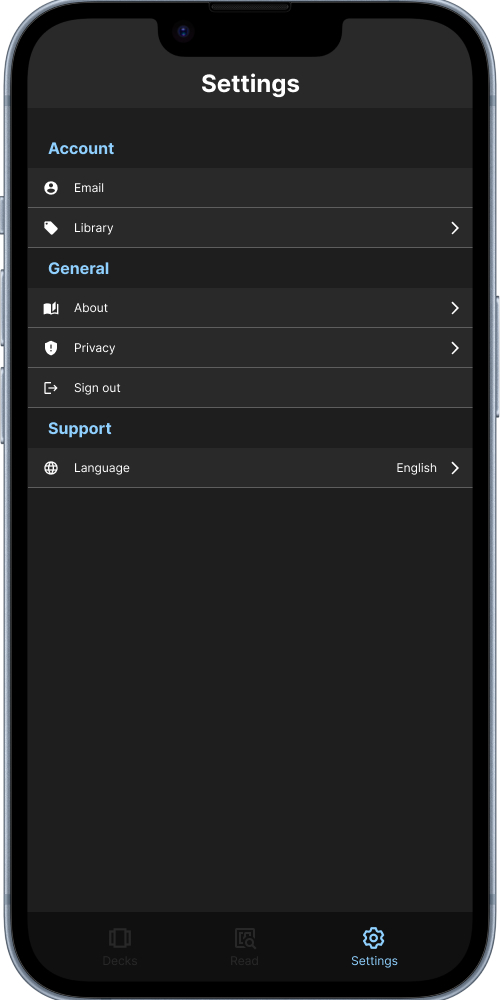 Settings
Account
Email
Library
General
About
Privacy
Sign out
Support
Language English
Decks Read Settings